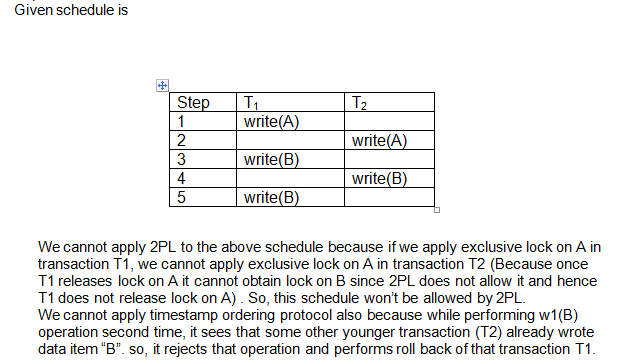 Given schedule is
Step T₁ T₂
1 write(A)
2 write(A)
3 write(B)
4 write(B)
5 write(B)
We cannot apply 2PL to the above schedule because if we apply exclusive lock on A in
transaction T1, we cannot apply exclusive lock on A in transaction T2 (Because once
T1 releases lock on A it cannot obtain lock on B since 2PL does not allow it and hence
T1 does not release lock on A) . So, this schedule won't be allowed by 2PL.
We cannot apply timestamp ordering protocol also because while performing w1(B)
operation second time, it sees that some other younger transaction (T2) already wrote
data item “B”. so, it rejects that operation and performs roll back of that transaction T1.